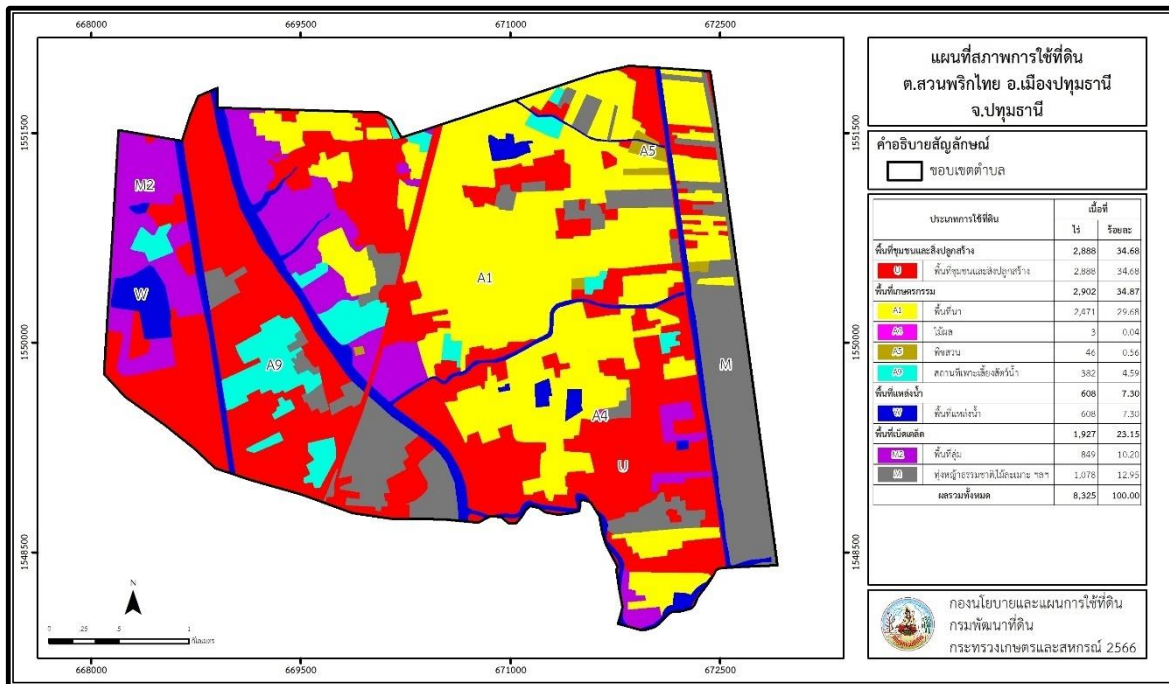 668000 669500 671000 672500
1551500 1551500
1550000 1550000
1548500 1548500
M2
W
A9
A1
A5
A4
U
M
N
0 .25 .5 1
กิโลเมตร
668000 669500 671000 672500
แผนที่สภาพการใช้ที่ดิน
ต.สวนพริกไทย อ.เมืองปทุมธานี
จ.ปทุมธานี
คำอธิบายสัญลักษณ์
ขอบเขตตำบล
ประเภทการใช้ที่ดิน เนื้อที่
ไร่ ร้อยละ
พื้นที่ชุมชนและสิ่งปลูกสร้าง 2,888 34.68
U พื้นที่ชุมชนและสิ่งปลูกสร้าง 2,888 34.68
พื้นที่เกษตรกรรม 2,902 34.87
A1 พื้นที่นา 2,471 29.68
ไม้ผล 3 0.04
A5 พืชสวน 46 0.56
A9 สถานที่เพาะเลี้ยงสัตว์น้ำ 382 4.59
พื้นที่แหล่งน้ำ 608 7.30
W พื้นที่แหล่งน้ำ 608 7.30
พื้นที่เบ็ดเตล็ด 1,927 23.15
M2 พื้นที่ลุ่ม 849 10.20
M ทุ่งหญ้าธรรมชาติ,ไม้ละเมาะ ฯลฯ 1,078 12.95
ผลรวมทั้งหมด 8,325 100.00
กองนโยบายและแผนการใช้ที่ดิน
กรมพัฒนาที่ดิน
กระทรวงเกษตรและสหกรณ์ 2566